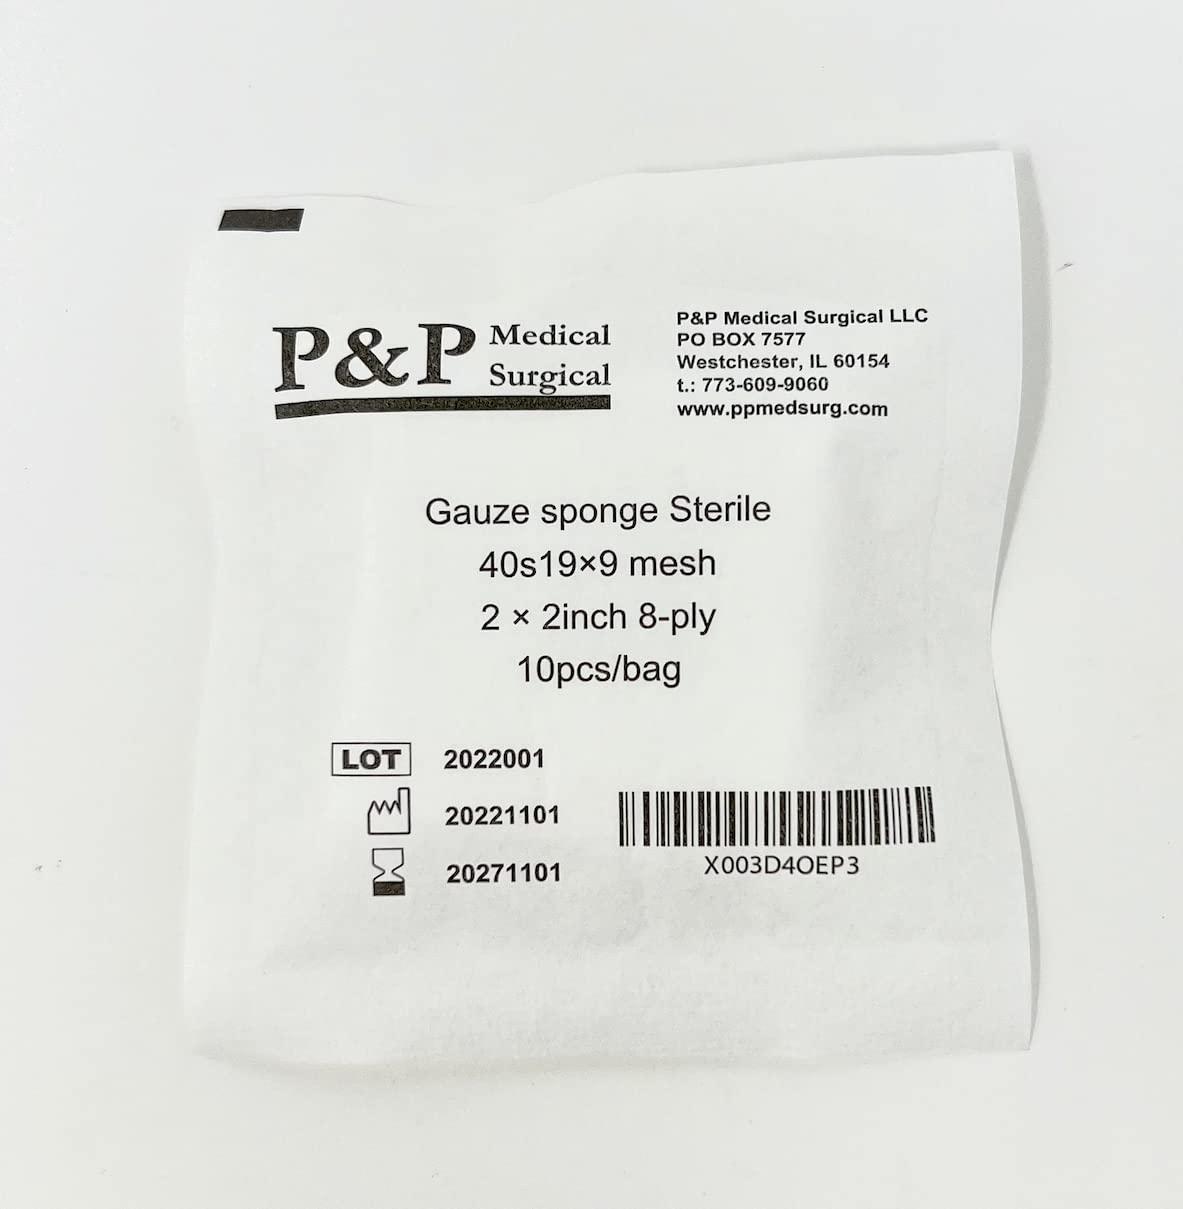 P&P Medical
Surgical
P&P Medical Surgical LLC
PO BOX 7577
Westchester, IL 60154
t.: 773-609-9060
www.ppmedsurg.com
Gauze sponge Sterile
40s19×9 mesh
2 × 2inch 8-ply
10pcs/bag
LOT 2022001
20221101
20271101
X003D4OEP3